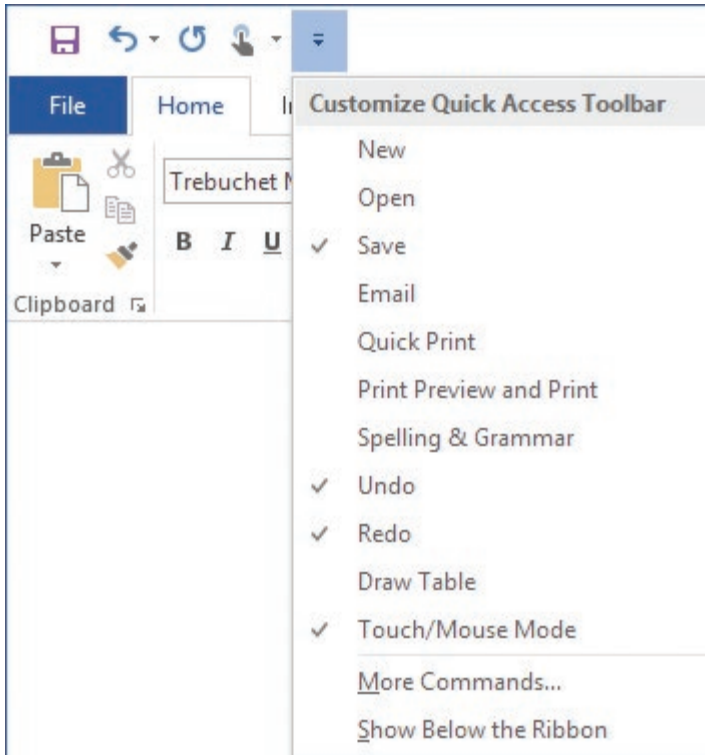 File Home
Customize Quick Access Toolbar
New
Open
Save
Email
Quick Print
Print Preview and Print
Spelling & Grammar
Undo
Redo
Draw Table
Touch/Mouse Mode
More Commands...
Show Below the Ribbon
Trebuchet
Paste
B I U
Clipboard